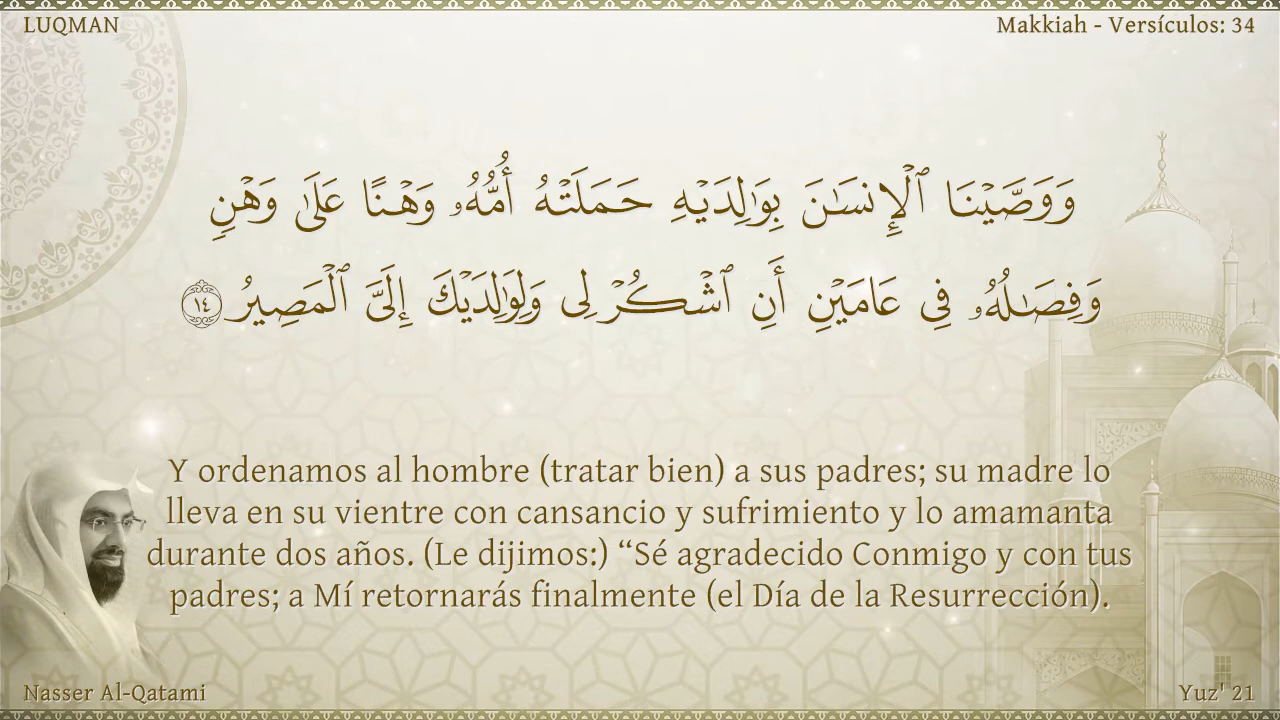 LUQMAN
Makkiah - Versículos: 34
وَوَصَّيْنَا ٱلْإِنسَـٰنَ بِوَٰلِدَيْهِ حَمَلَتْهُ أُمُّهُۥ وَهْنًا عَلَىٰ وَهْنٍ
وَفِصَـٰلُهُۥ فِى عَامَيْنِ أَنِ ٱشْكُرْ لِى وَلِوَٰلِدَيْكَ إِلَىَّ ٱلْمَصِيرُ ١٤
Y ordenamos al hombre (tratar bien) a sus padres; su madre lo
lleva en su vientre con cansancio y sufrimiento y lo amamanta
durante dos años. (Le dijimos:) “Sé agradecido Conmigo y con tus
padres; a Mí retornarás finalmente (el Día de la Resurrección).
Nasser Al-Qatami
Yuz' 21